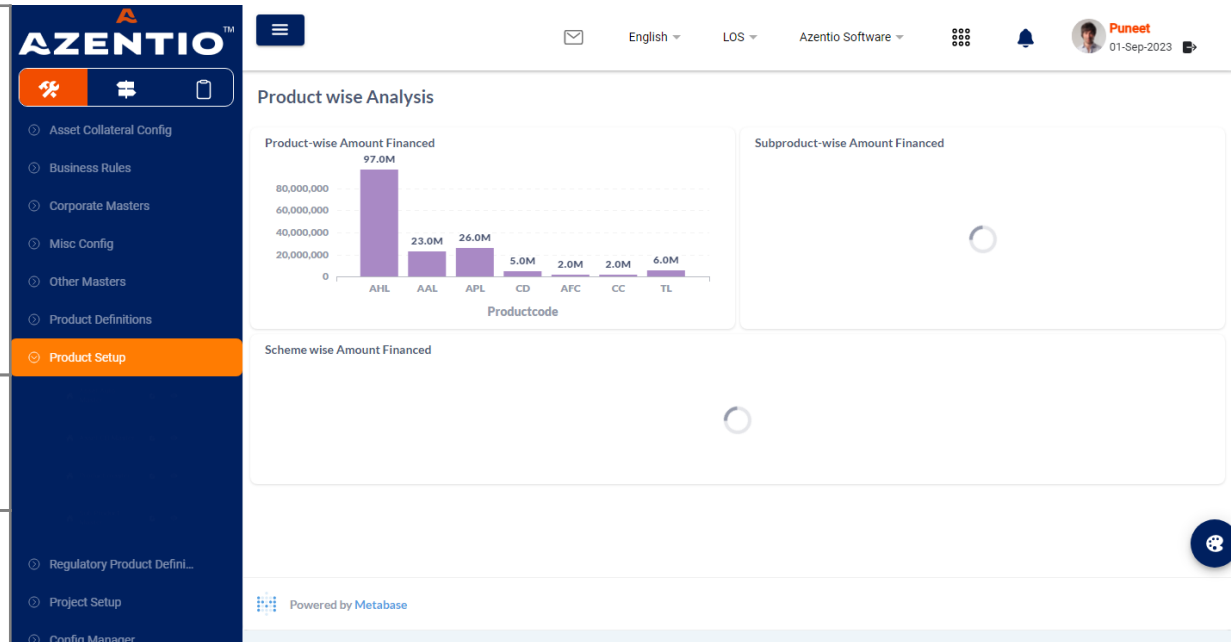 AZENTIO™
English
LOS
Azentio Software
Puneet
01-Sep-2023
Asset Collateral Config
Business Rules
Corporate Masters
Misc Config
Other Masters
Product Definitions
Product Setup
Regulatory Product Defini...
Project Setup
Config Manager
Product wise Analysis
Product-wise Amount Financed
97.0M
80,000,000
60,000,000
40,000,000
23.0M
26.0M
20,000,000
5.0M
2.0M
2.0M
6.0M
0
AHL AAL APL CD AFC CC TL
Productcode
Subproduct-wise Amount Financed
Scheme wise Amount Financed
Powered by Metabase